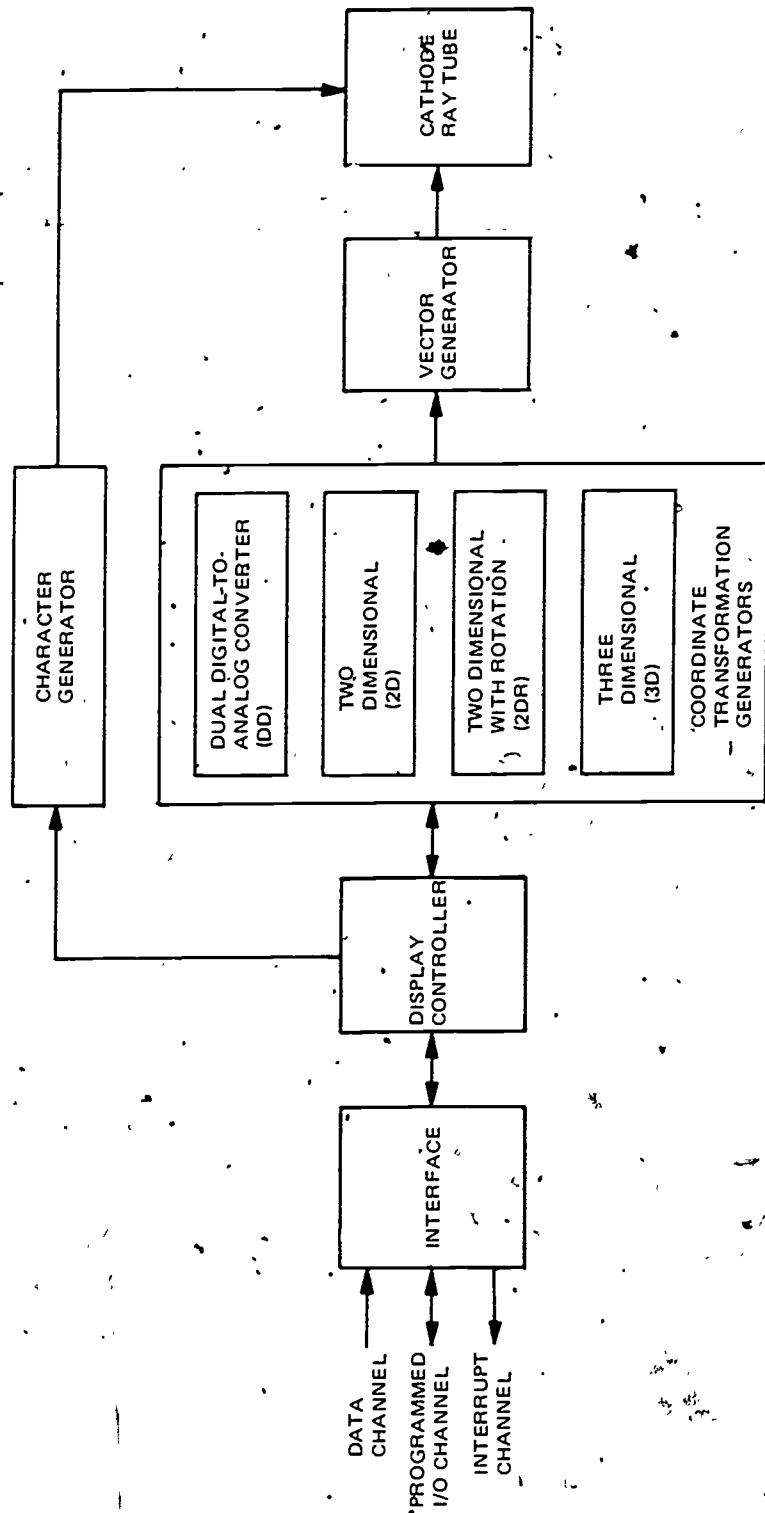 DATA
CHANNEL
PROGRAMMED
I/O CHANNEL
INTERRUPT
CHANNEL
INTERFACE
DISPLAY
CONTROLLER
CHARACTER
GENERATOR
DUAL DIGITAL-TO-
ANALOG CONVERTER
(DD)
TWO
DIMENSIONAL
(2D)
TWO DIMENSIONAL
WITH ROTATION
(2DR)
THREE
DIMENSIONAL
(3D)
COORDINATE
TRANSFORMATION
GENERATORS
VECTOR
GENERATOR
CATHODE
RAY TUBE